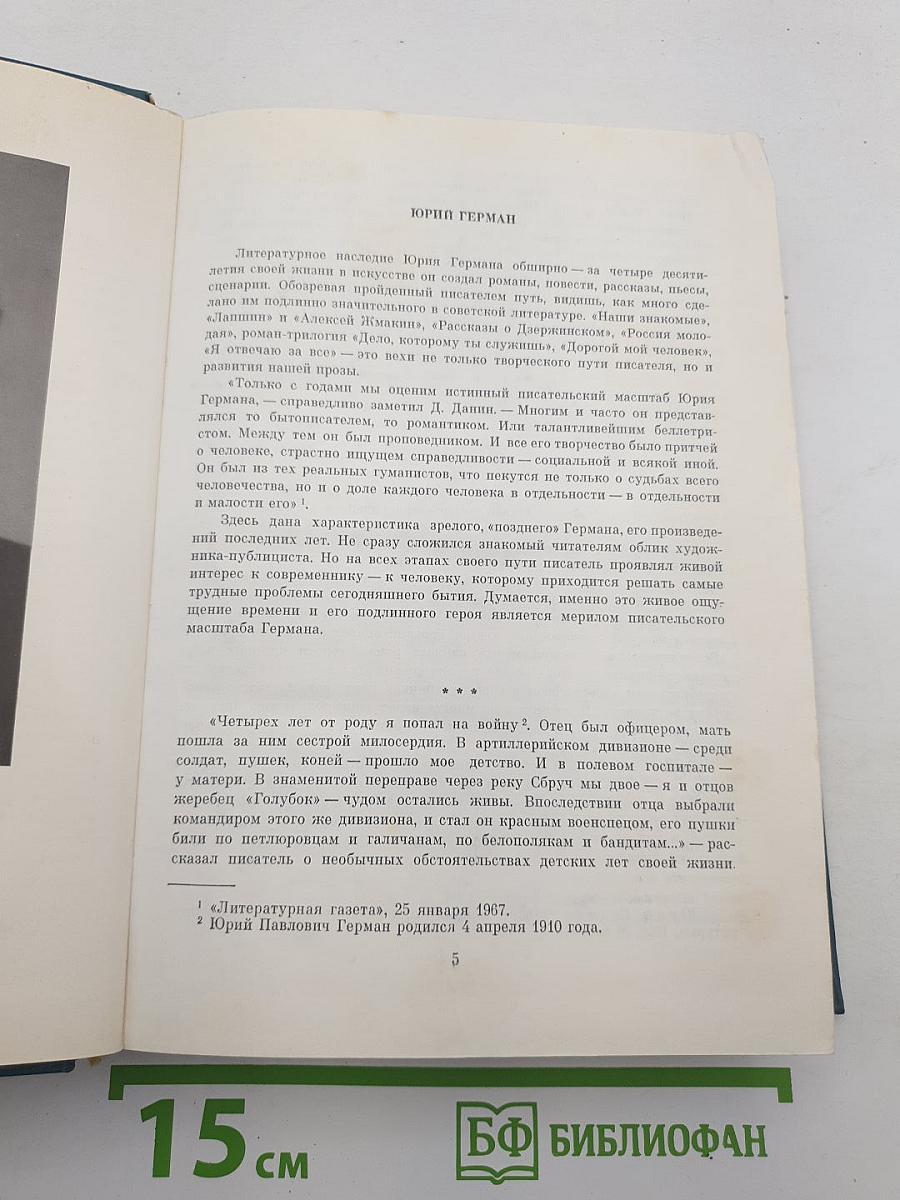 ЮРИЙ ГЕРМАН
Литературное наследие Юрия Германа обширно — за четыре десяти-
летия своей жизни в искусстве он создал романы, повести, рассказы, пьесы,
сценарии. Обозревая пройденный писателем путь, видишь, как много сде-
лано им подлинно значительного в советской литературе. «Наши знакомые»,
«Лапшин» и «Алексей Жмакин», «Рассказы о Дзержинском», «Россия моло-
дая», роман-трилогия «Дело, которому ты служишь», «Дорогой мой человек»,
«Я отвечаю за все» — это вехи не только творческого пути писателя, но и
развития нашей прозы.
«Только с годами мы оценим истинный писательский масштаб Юрия
Германа, — справедливо заметил Д. Данин. — Многим и часто он представ-
лялся то бытописателем, то романтиком. Или талантливейшим беллетри-
стом. Между тем он был проповедником. И все его творчество было притчей
о человеке, страстно ищущем справедливости — социальной и всякой иной.
Он был из тех реальных гуманистов, что пекутся не только о судьбах всего
человечества, но и о доле каждого человека в отдельности — в отдельности
и малости его» ¹.
Здесь дана характеристика зрелого, «позднего» Германа, его произведе-
ний последних лет. Не сразу сложился знакомый читателям облик худож-
ника-публициста. Но на всех этапах своего пути писатель проявлял живой
интерес к современнику — к человеку, которому приходится решать самые
трудные проблемы сегодняшнего бытия. Думается, именно это живое ощу-
щение времени и его подлинного героя является мерилом писательского
масштаба Германа.
* * *
«Четырех лет от роду я попал на войну ². Отец был офицером, мать
пошла за ним сестрой милосердия. В артиллерийском дивизионе — среди
солдат, пушек, коней — прошло мое детство. И в полевом госпитале —
у матери. В знаменитой переправе через реку Сбруч мы двое — я и отцов
жеребец «Голубок» — чудом остались живы. Впоследствии отца выбрали
командиром этого же дивизиона, и стал он красным военспецом, его пушки
били по петлюровцам и галичанам, по белополякам и бандитам...» — рас-
сказал писатель о необычных обстоятельствах детских лет своей жизни.
¹ «Литературная газета», 25 января 1967.
² Юрий Павлович Герман родился 4 апреля 1910 года.
5
15 см
БФ БИБЛИОФАН